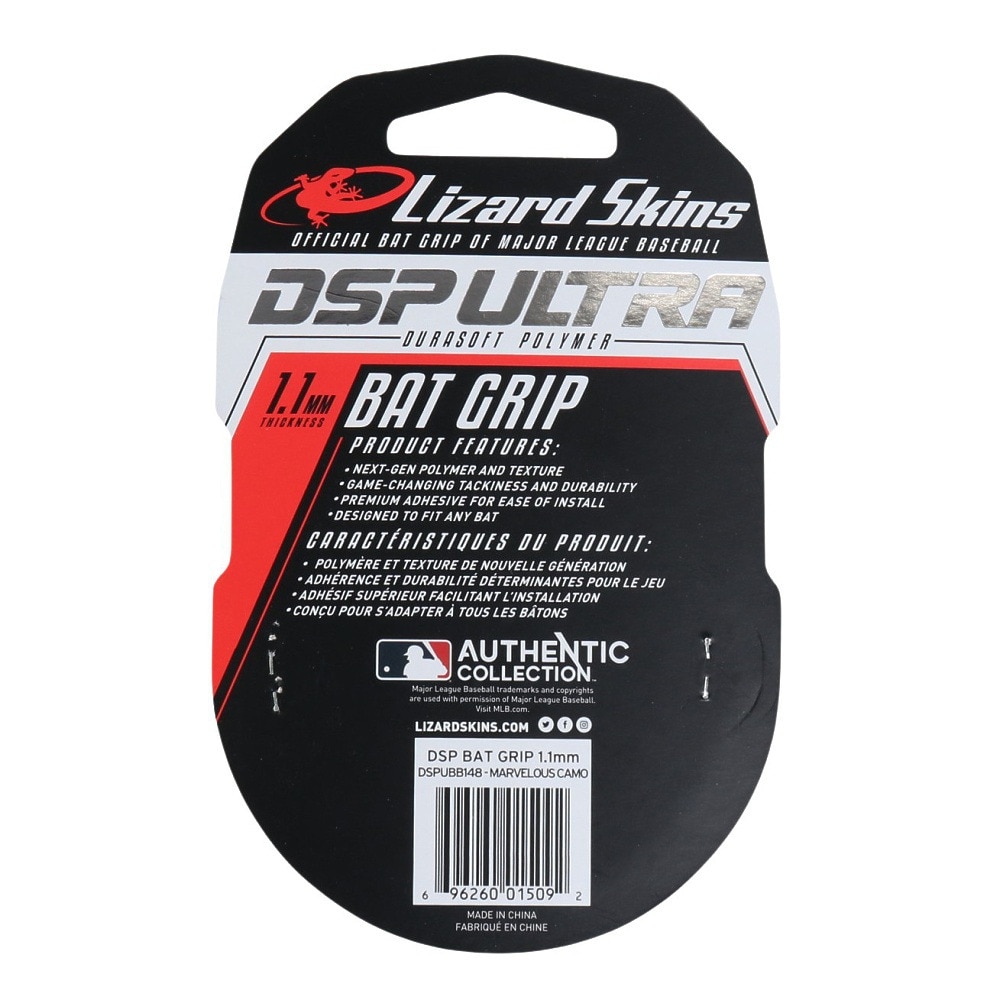 Lizard Skins
OFFICIAL BAT GRIP OF MAJOR LEAGUE BASEBALL
DSP ULTRA
DURASOFT POLYMER
1.1MM
THICKNESS
BAT GRIP
PRODUCT FEATURES:
• NEXT-GEN POLYMER AND TEXTURE
• GAME-CHANGING TACKINESS AND DURABILITY
• PREMIUM ADHESIVE FOR EASE OF INSTALL
• DESIGNED TO FIT ANY BAT
CARACTÉRISTIQUES DU PRODUIT:
• POLYMÈRE ET TEXTURE DE NOUVELLE GÉNÉRATION
• ADHÉRENCE ET DURABILITÉ DÉTERMINANTES POUR LE JEU
• ADHÉSIF SUPÉRIEUR FACILITANT L'INSTALLATION
• CONÇU POUR S'ADAPTER À TOUS LES BÂTONS
AUTHENTIC
COLLECTION™
Major League Baseball trademarks and copyrights
are used with permission of Major League Baseball.
Visit MLB.com.
LIZARDSKINS.COM
DSP BAT GRIP 1.1mm
DSPUBB148 - MARVELOUS CAMO
6 96260 01509 2
MADE IN CHINA
FABRIQUÉ EN CHINE